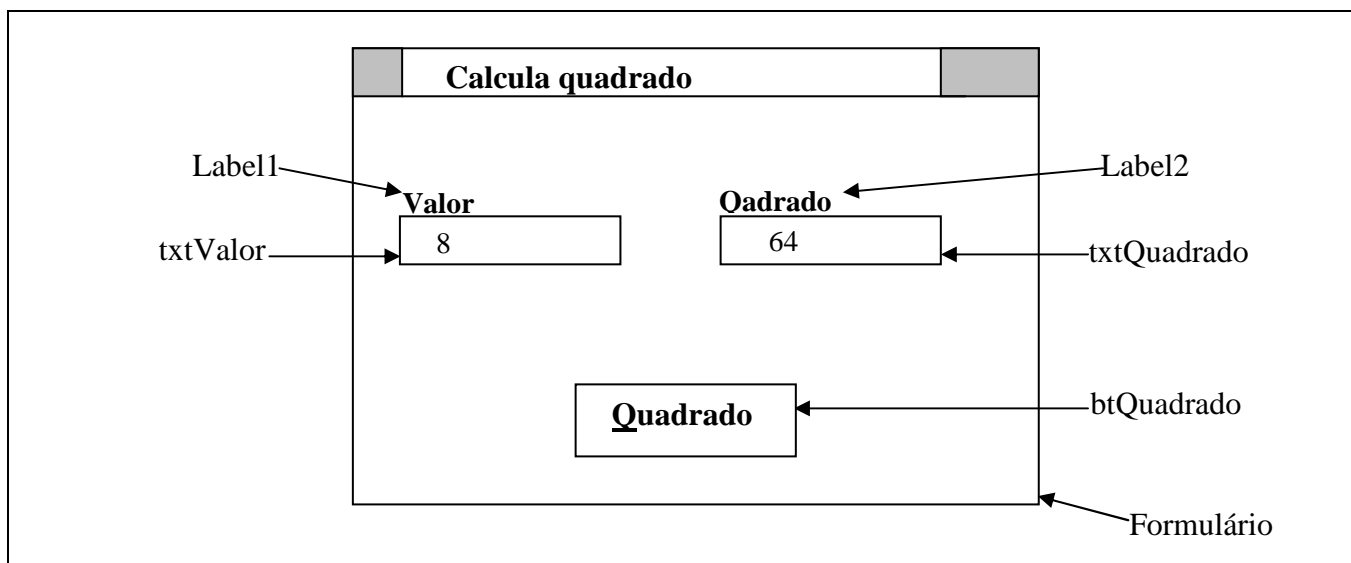 Calcula quadrado
Label1
Label2
Valor
Qadrado
txtValor
8
64
txtQuadrado
Quadrado
btQuadrado
Formulário